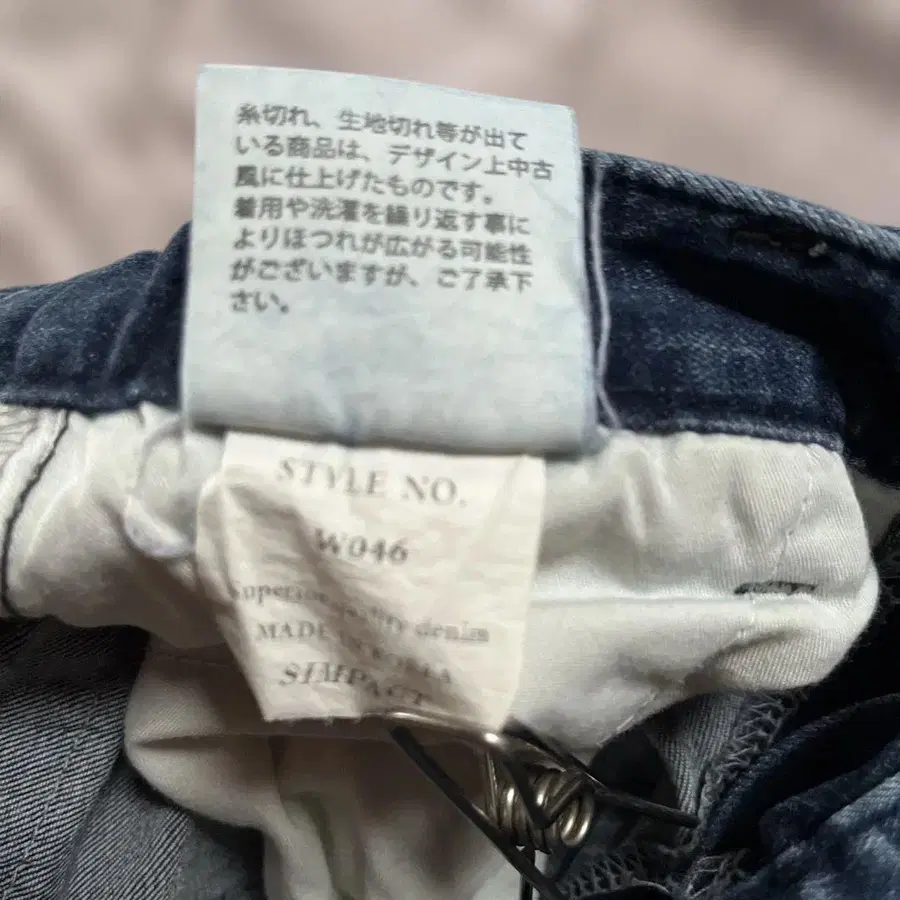 糸切れ、生地切れ等が出て
いる商品は、デザイン上中古
風に仕上げたものです。
着用や洗濯を繰り返す事に
よりほつれが広がる可能性
がございますが、ご了承下
さい。
STYLE NO.
W046
Superior quality denim
MADE IN KOREA
SIMPACT